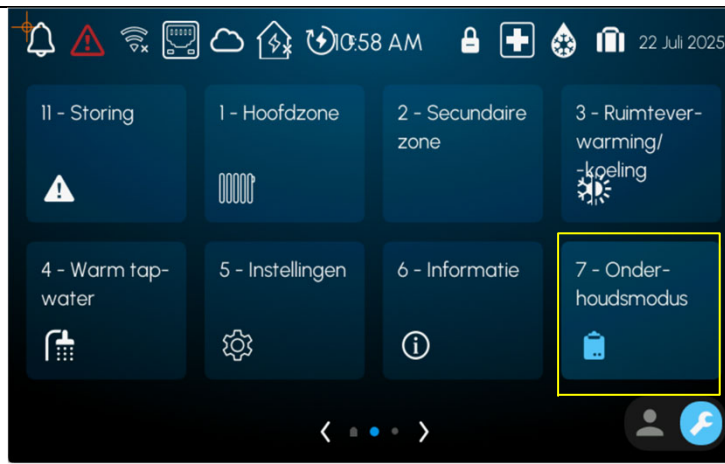 10:58 AM
22 Juli 2025
11 - Storing
1 - Hoofdzone
2 - Secundaire
zone
3 - Ruimtever-
warming/
-koeling
4 - Warm tap-
water
5 - Instellingen
6 - Informatie
7 - Onder-
houdsmodus